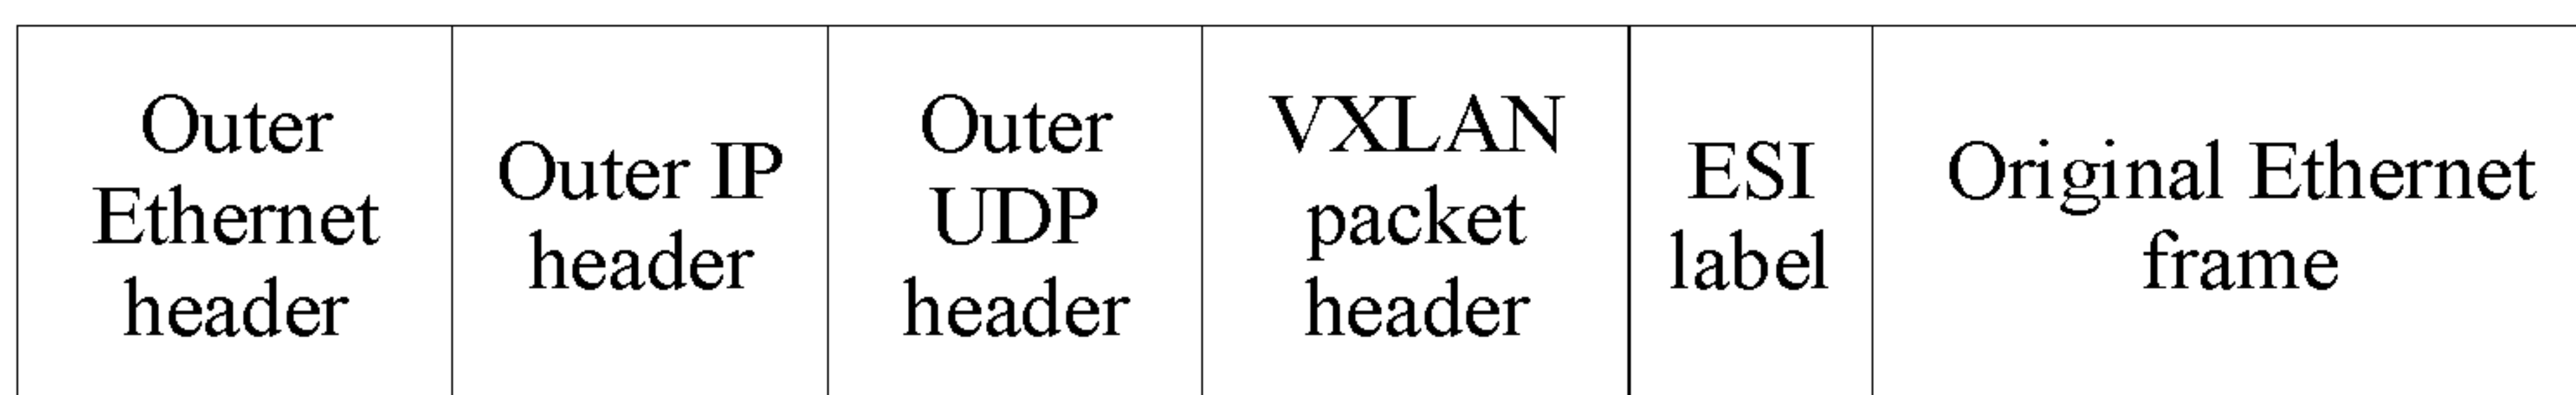 Outer
Ethernet
header
Outer IP
header
Outer
UDP
header
VXLAN
packet
header
ESI
label
Original Ethernet
frame